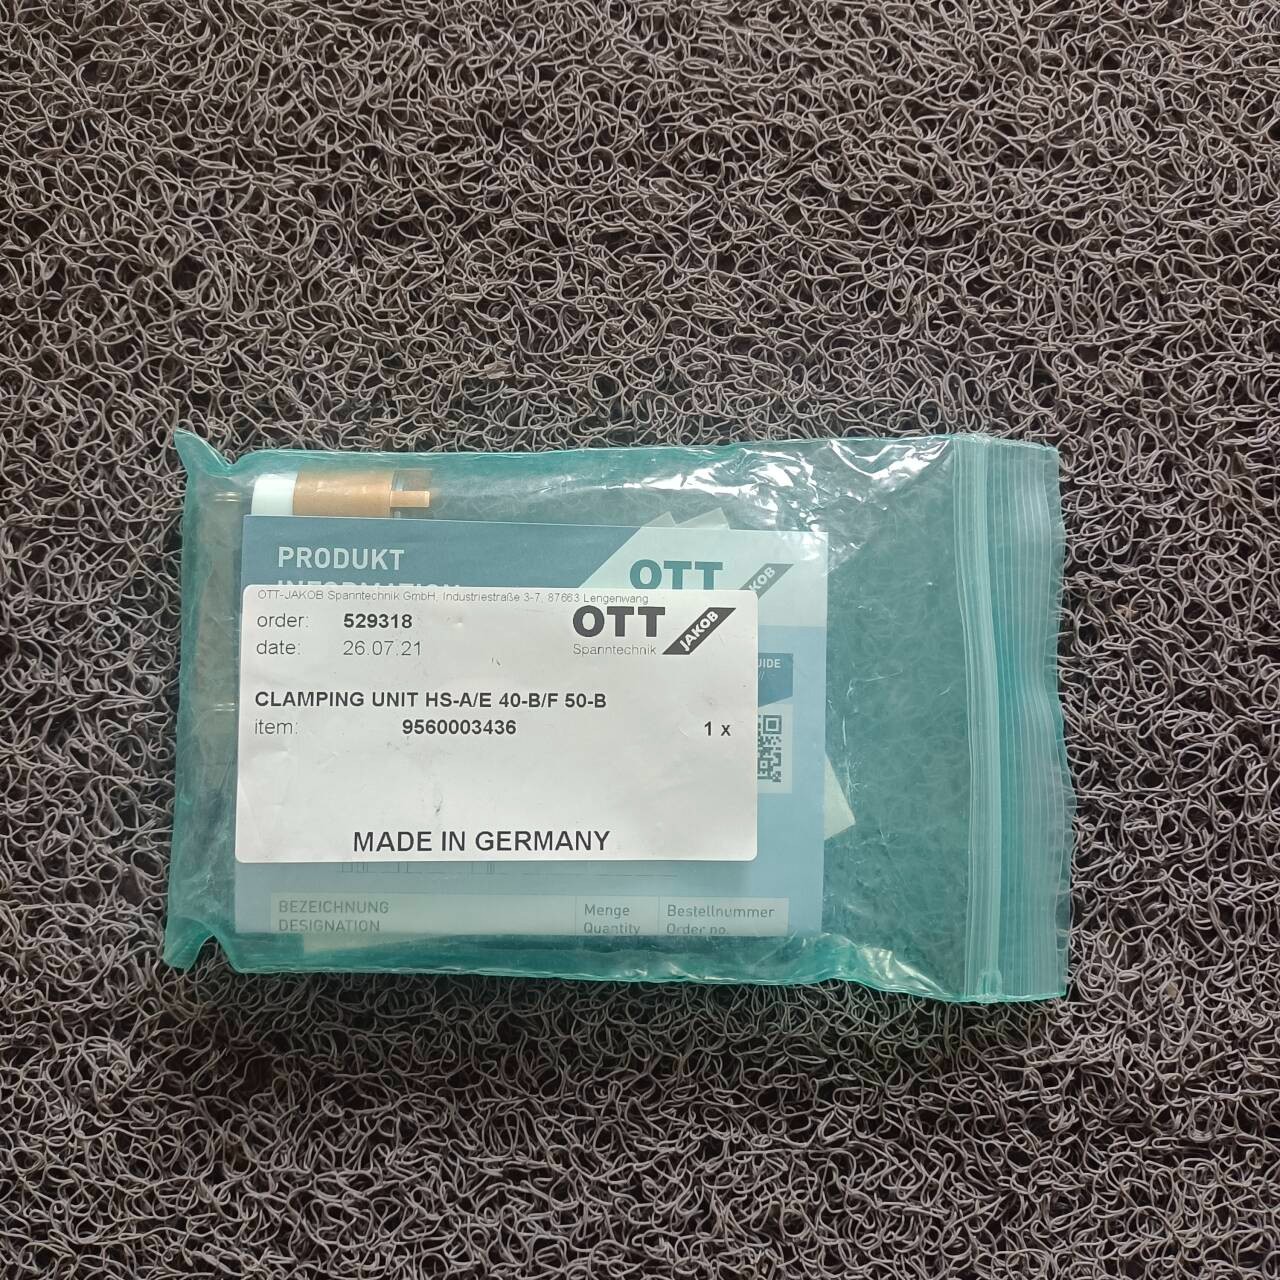 PRODUKT
OTT
OTT-JAKOB Spanntechnik GmbH, Industriestraße 3-7, 87663 Lengenwang
order: 529318
OTT JAKOB
date: 26.07.21
Spanntechnik
CLAMPING UNIT HS-A/E 40-B/F 50-B
item: 9560003436 1 x
MADE IN GERMANY
BEZEICHNUNG Menge Bestellnummer
DESIGNATION Quantity Order no.